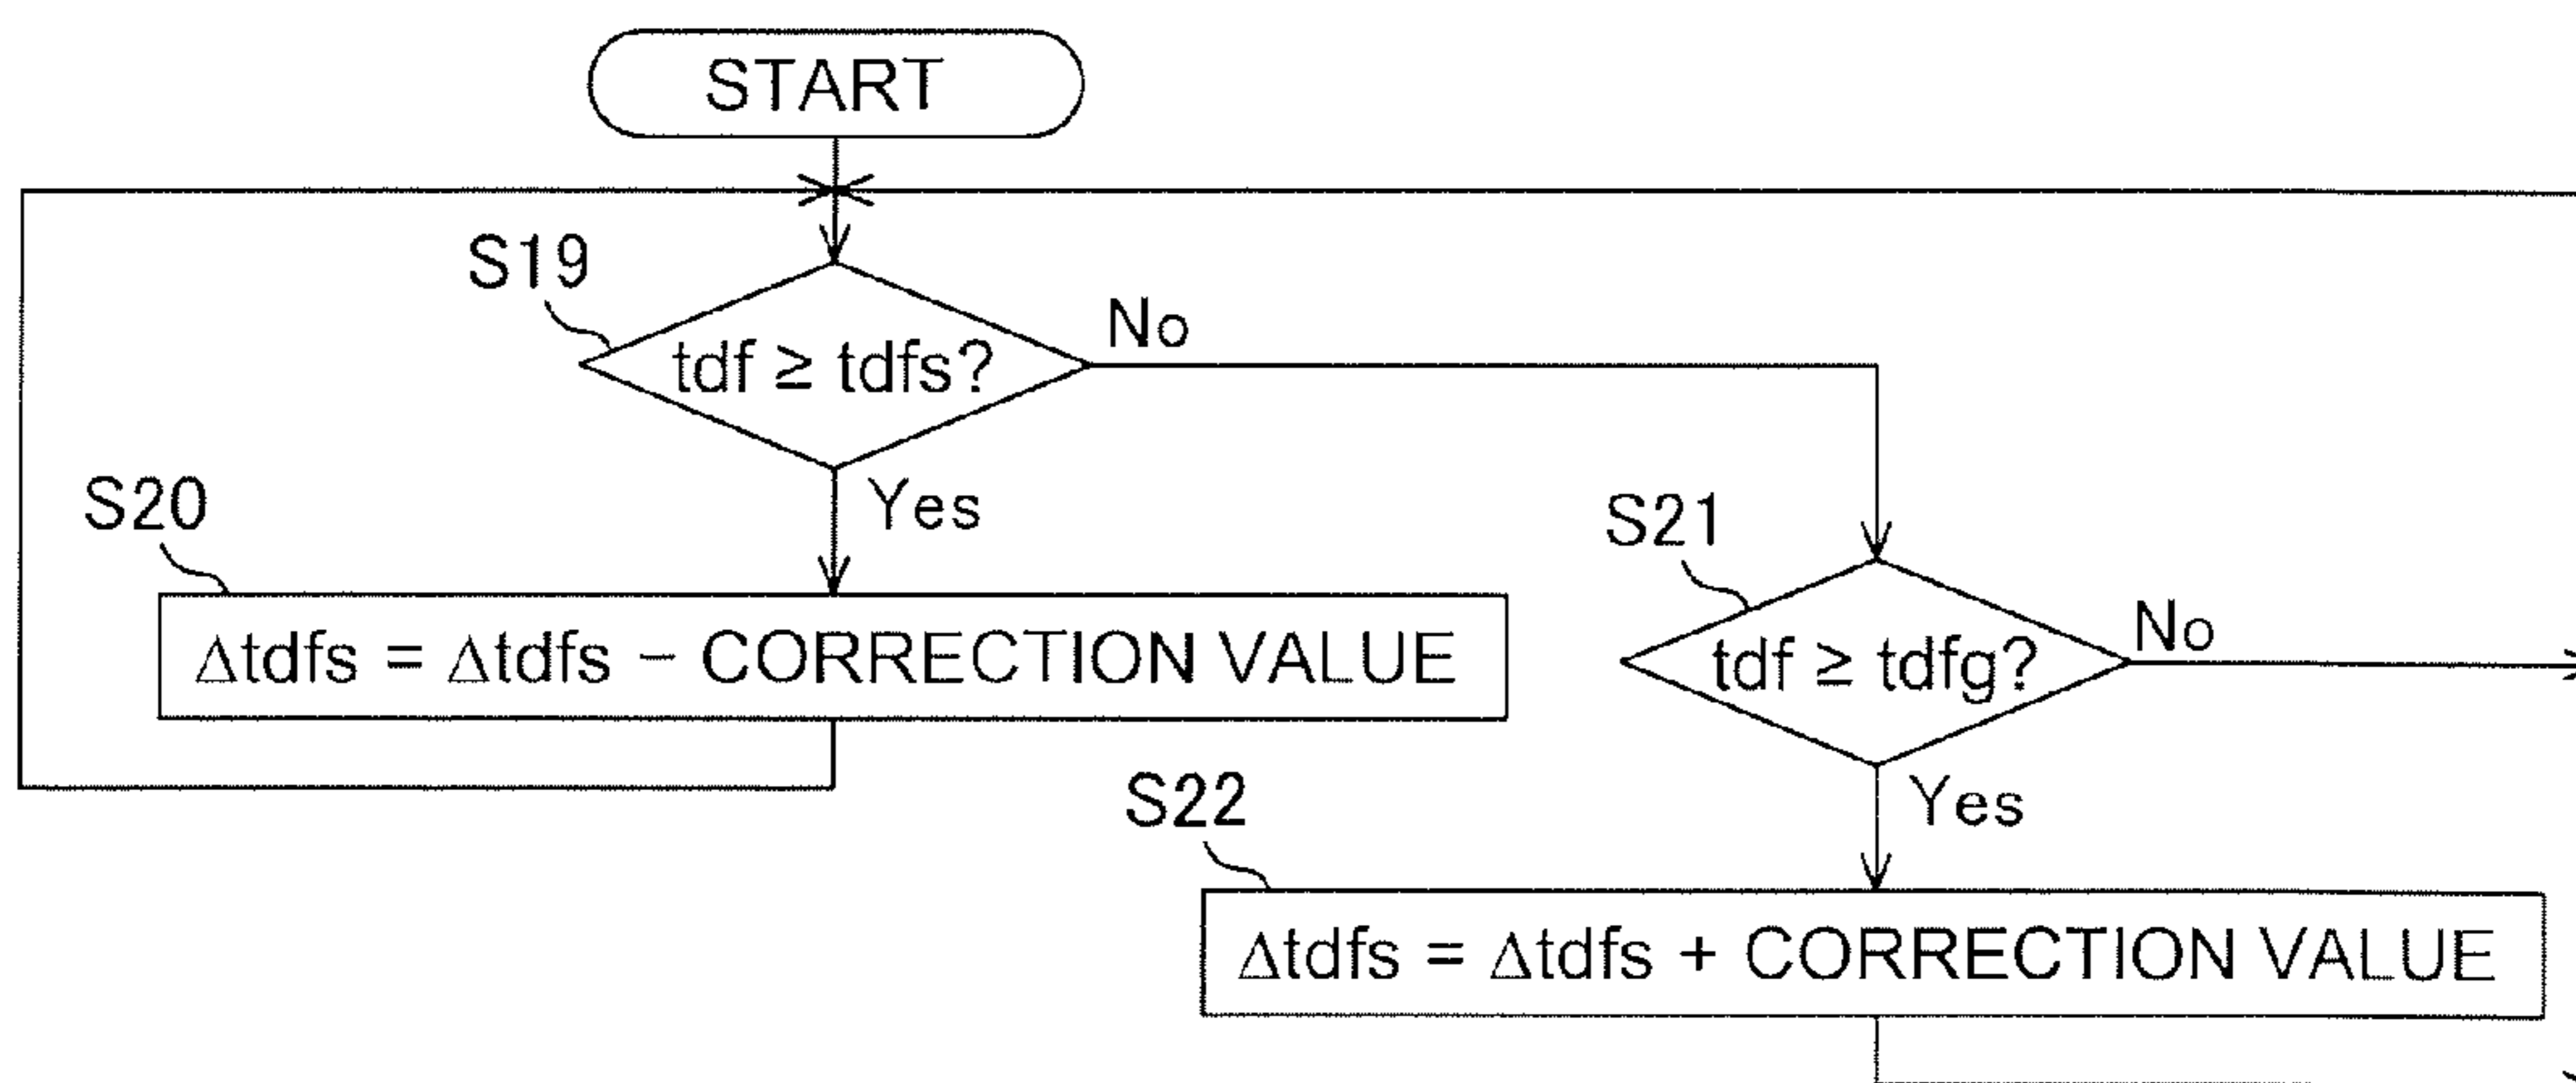 START
S19
tdf ≥ tdfs?
No
Yes
S20
Δtdfs = Δtdfs − CORRECTION VALUE
S21
tdf ≥ tdfg?
No
Yes
S22
Δtdfs = Δtdfs + CORRECTION VALUE